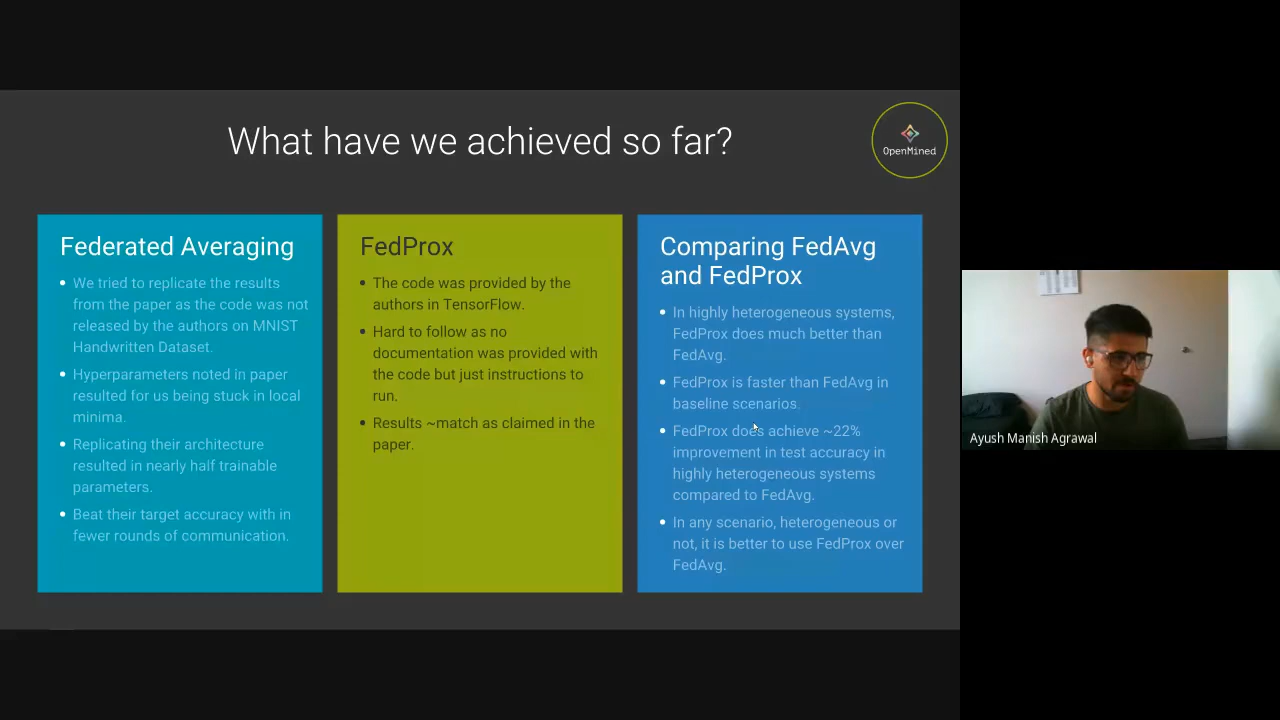 What have we achieved so far?
OpenMined
Federated Averaging
We tried to replicate the results
from the paper as the code was not
released by the authors on MNIST
Handwritten Dataset.
Hyperparameters noted in paper
resulted for us being stuck in local
minima.
Replicating their architecture
resulted in nearly half trainable
parameters.
Beat their target accuracy with in
fewer rounds of communication.
FedProx
The code was provided by the
authors in TensorFlow.
Hard to follow as no
documentation was provided with
the code but just instructions to
run.
Results ~match as claimed in the
paper.
Comparing FedAvg
and FedProx
In highly heterogeneous systems,
FedProx does much better than
FedAvg.
FedProx is faster than FedAvg in
baseline scenarios.
FedProx does achieve ~22%
improvement in test accuracy in
highly heterogeneous systems
compared to FedAvg.
In any scenario, heterogeneous or
not, it is better to use FedProx over
FedAvg.
Ayush Manish Agrawal